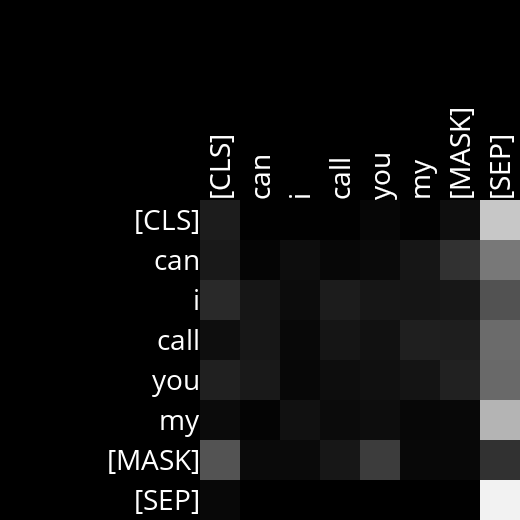 [CLS] can i call you my [MASK] [SEP]
[CLS]
can
i
call
you
my
[MASK]
[SEP]